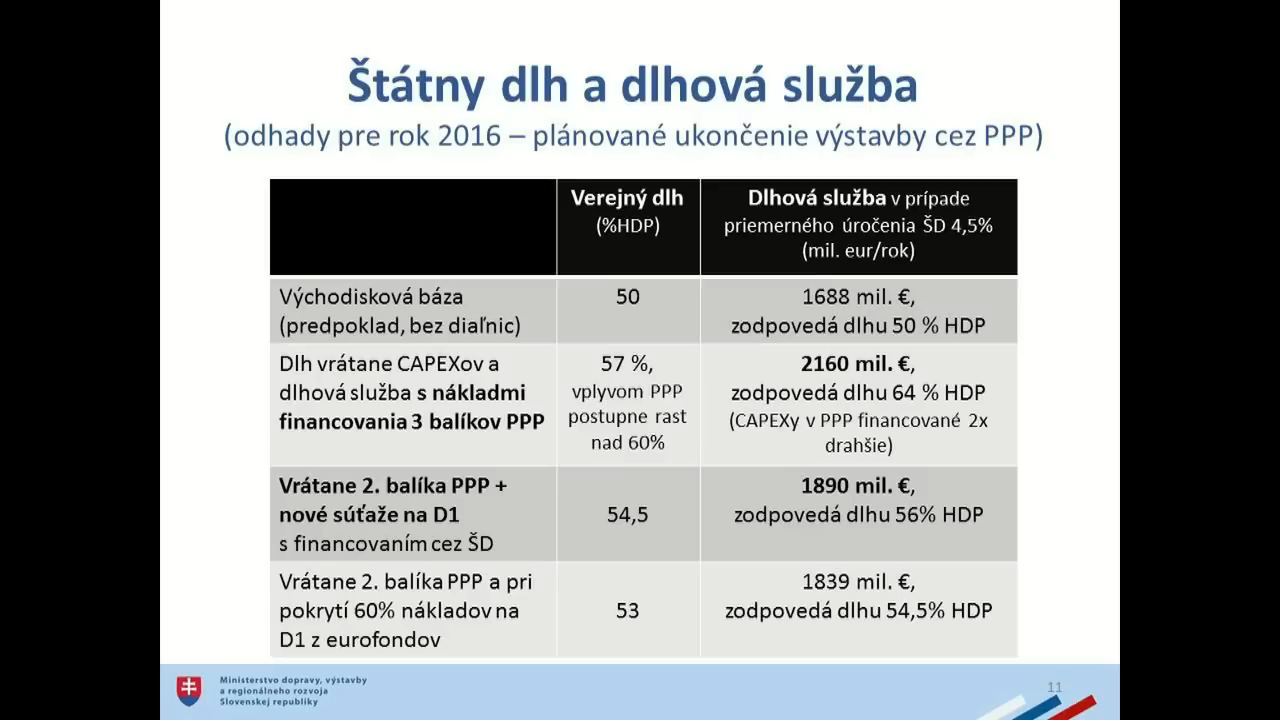 Štátny dlh a dlhová služba
(odhady pre rok 2016 – plánované ukončenie výstavby cez PPP)
Verejný dlh
(%HDP)
Dlhová služba v prípade
priemerného úročenia ŠD 4,5%
(mil. eur/rok)
Východisková báza
(predpoklad, bez diaľnic)
50
1688 mil. €,
zodpovedá dlhu 50 % HDP
Dlh vrátane CAPEXov a
dlhová služba s nákladmi
financovania 3 balíkov PPP
57 %,
vplyvom PPP
postupne rast
nad 60%
2160 mil. €,
zodpovedá dlhu 64 % HDP
(CAPEXy v PPP financované 2x
drahšie)
Vrátane 2. balíka PPP +
nové súťaže na D1
s financovaním cez ŠD
54,5
1890 mil. €,
zodpovedá dlhu 56% HDP
Vrátane 2. balíka PPP a pri
pokrytí 60% nákladov na
D1 z eurofondov
53
1839 mil. €,
zodpovedá dlhu 54,5% HDP
Ministerstvo dopravy, výstavby
a regionálneho rozvoja
Slovenskej republiky
11